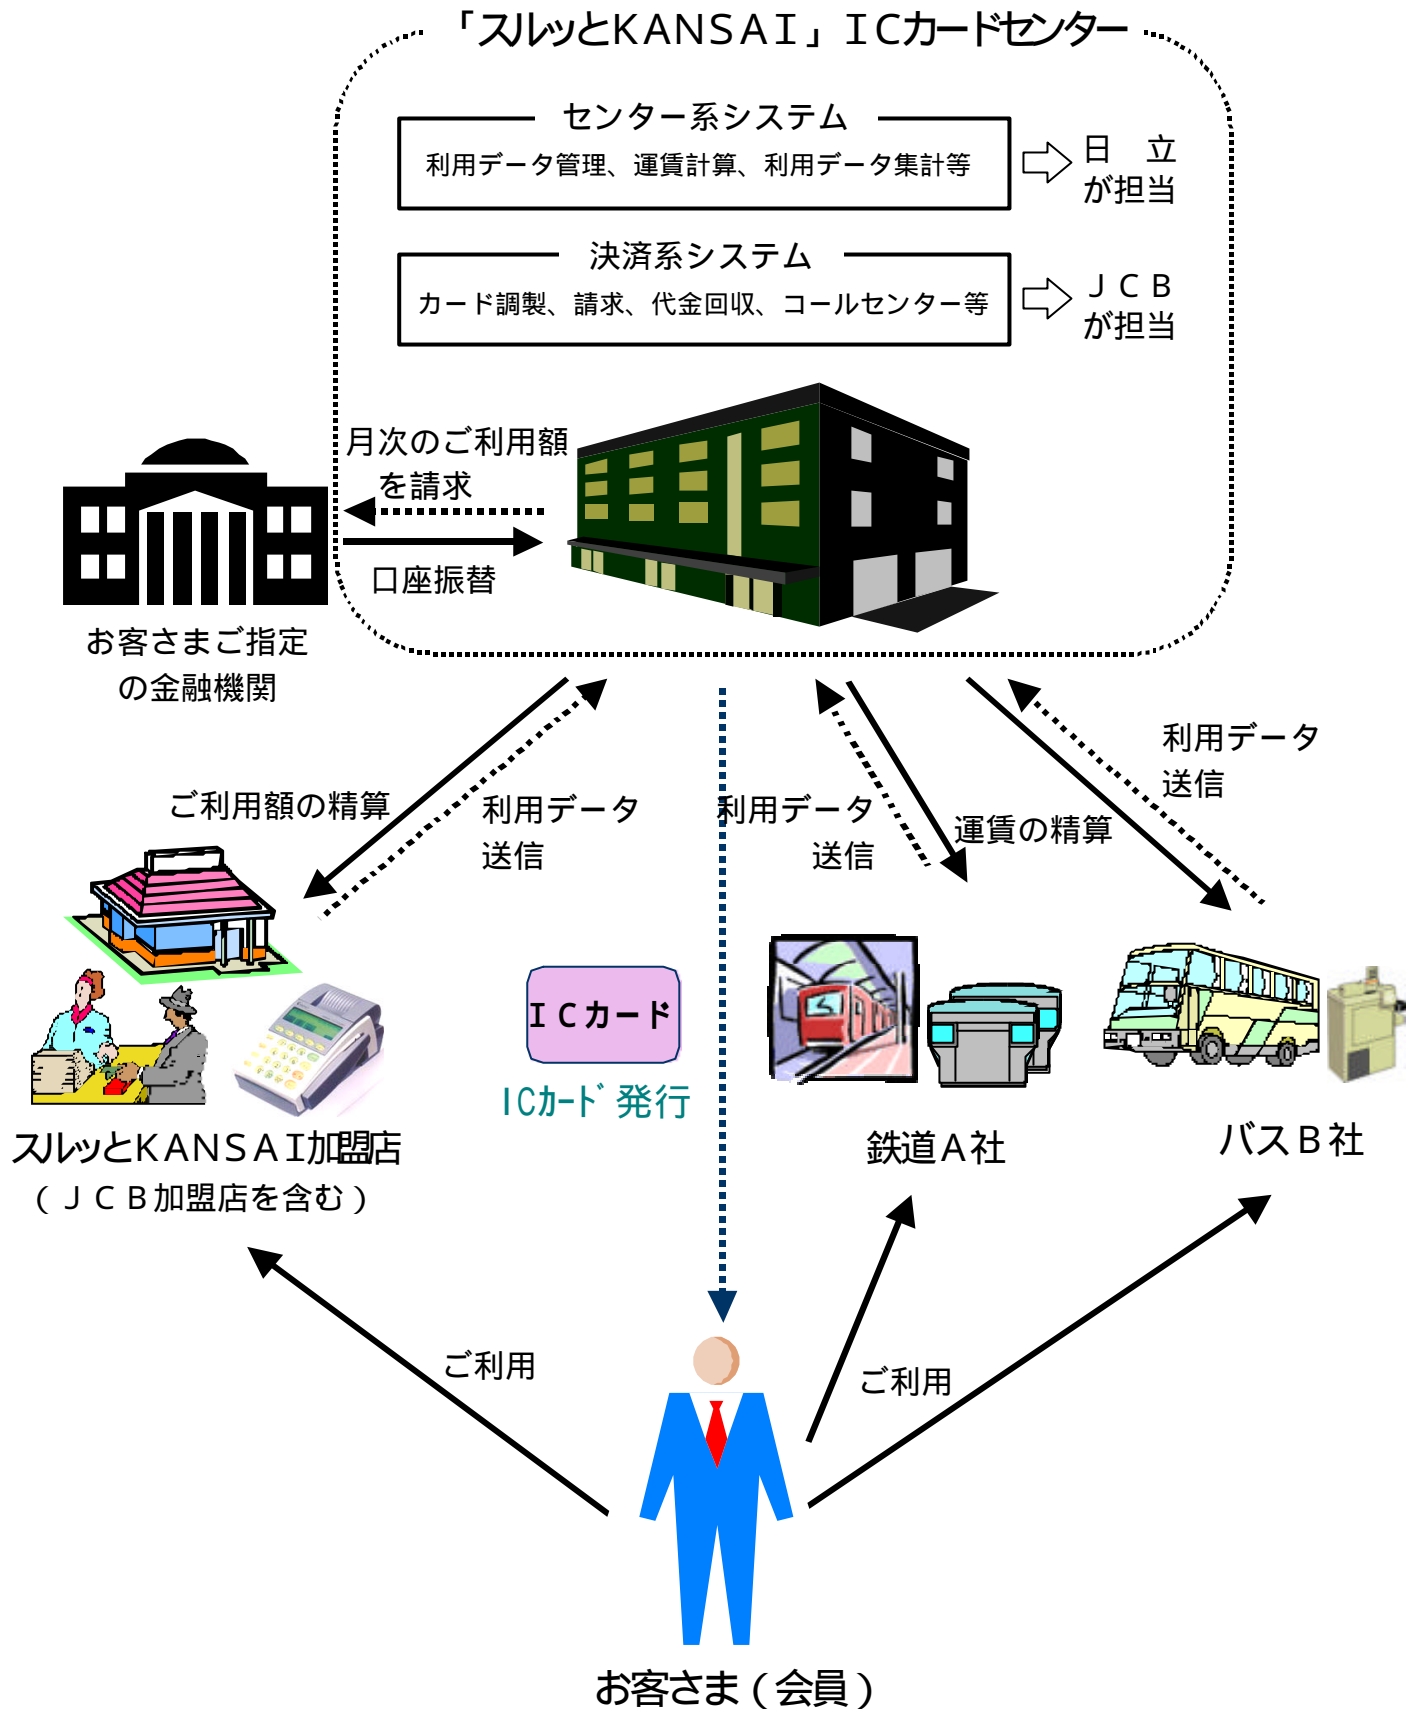 「スルッとKANSAI」ICカードセンター
センター系システム
利用データ管理、運賃計算、利用データ集計等
日　立
が担当
決済系システム
カード調製、請求、代金回収、コールセンター等
JCB
が担当
月次のご利用額
を請求
口座振替
お客さまご指定
の金融機関
利用データ
送信
ご利用額の精算
利用データ
送信
利用データ
送信
運賃の精算
ICカード
ICカード発行
スルッとKANSAI加盟店
(JCB加盟店を含む)
鉄道A社
バスB社
ご利用
ご利用
お客さま(会員)